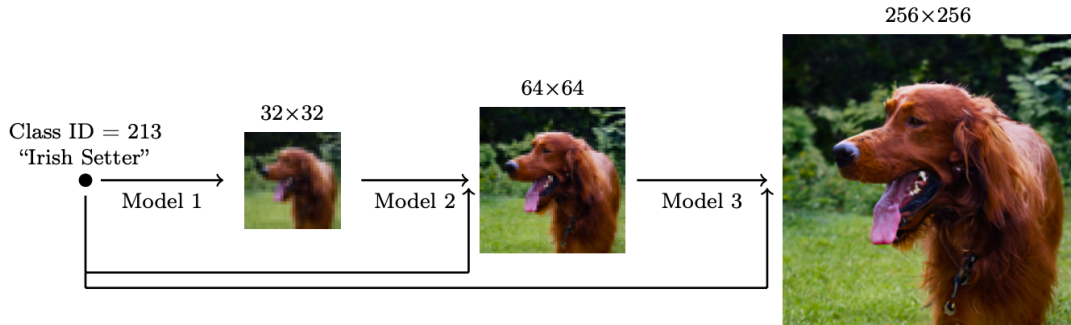 Class ID = 213
“Irish Setter”
Model 1
32×32
Model 2
64×64
Model 3
256×256